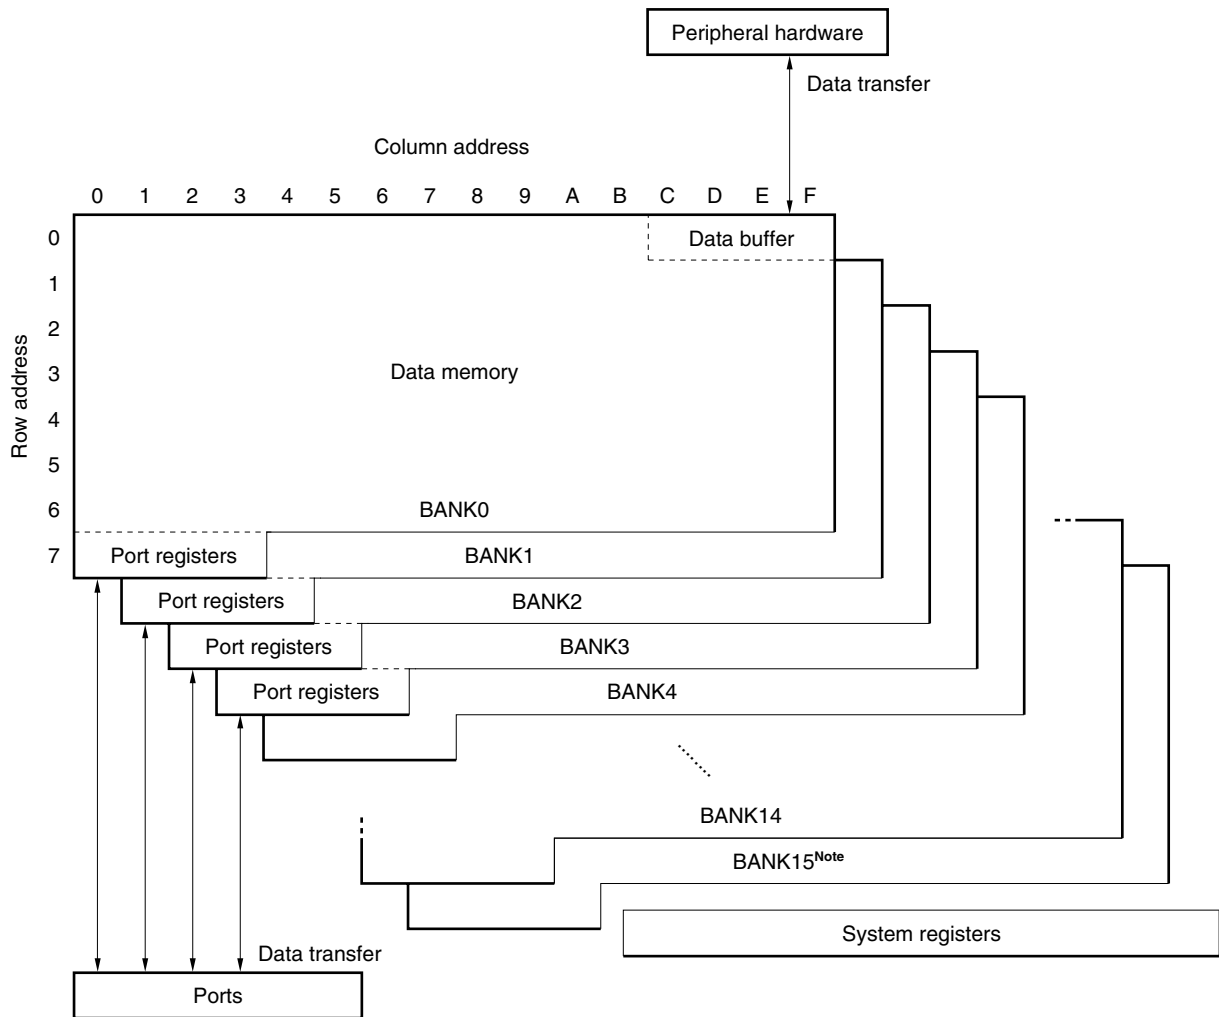 Peripheral hardware
Data transfer
Column address
0 1 2 3 4 5 6 7 8 9 A B C D E F
Row address
0 Data buffer
1
2
3 Data memory
4
5
6 BANK0
7 Port registers BANK1
Port registers BANK2
Port registers BANK3
Port registers BANK4
BANK14
BANK15Note
System registers
Data transfer
Ports